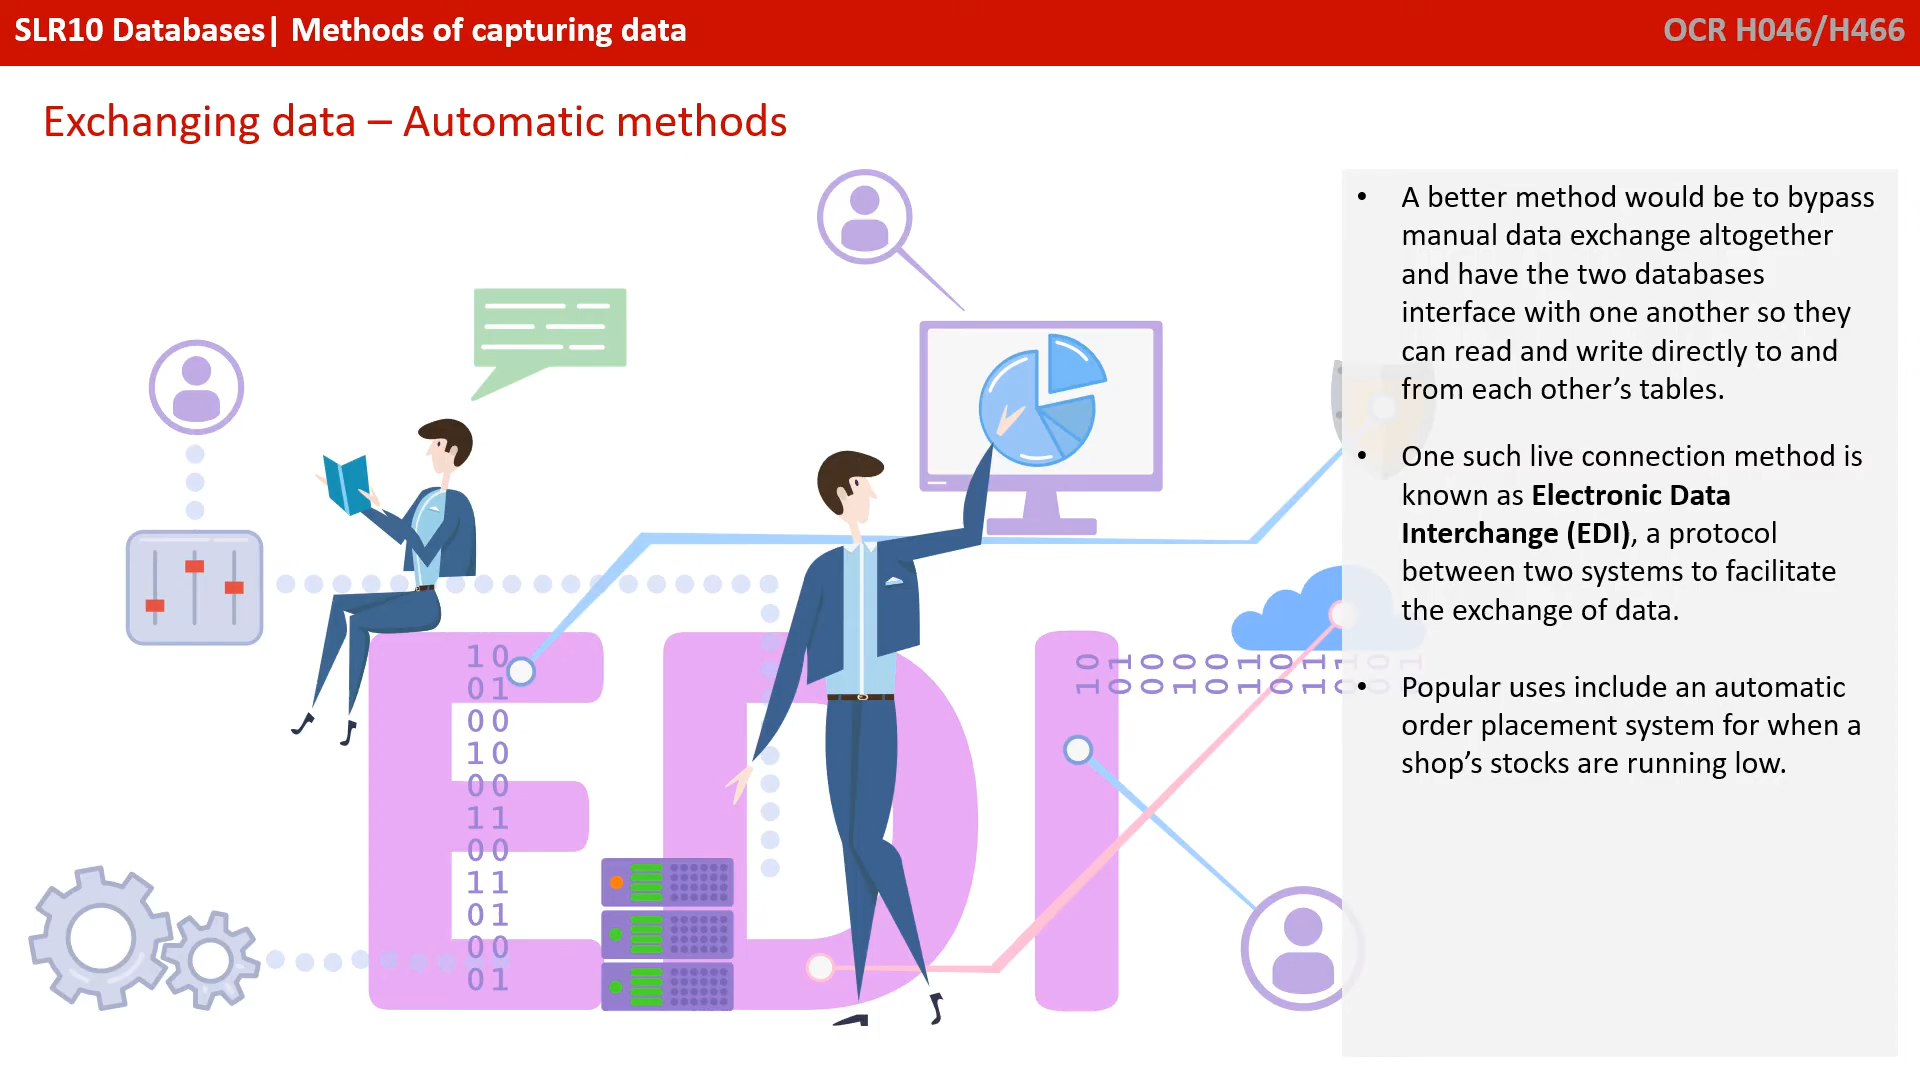 SLR10 Databases| Methods of capturing data
OCR H046/H466
Exchanging data – Automatic methods
• A better method would be to bypass
manual data exchange altogether
and have the two databases
interface with one another so they
can read and write directly to and
from each other’s tables.
• One such live connection method is
known as Electronic Data
Interchange (EDI), a protocol
between two systems to facilitate
the exchange of data.
• Popular uses include an automatic
order placement system for when a
shop’s stocks are running low.
EDI
10
01
00
10
00
11
00
11
01
00
01